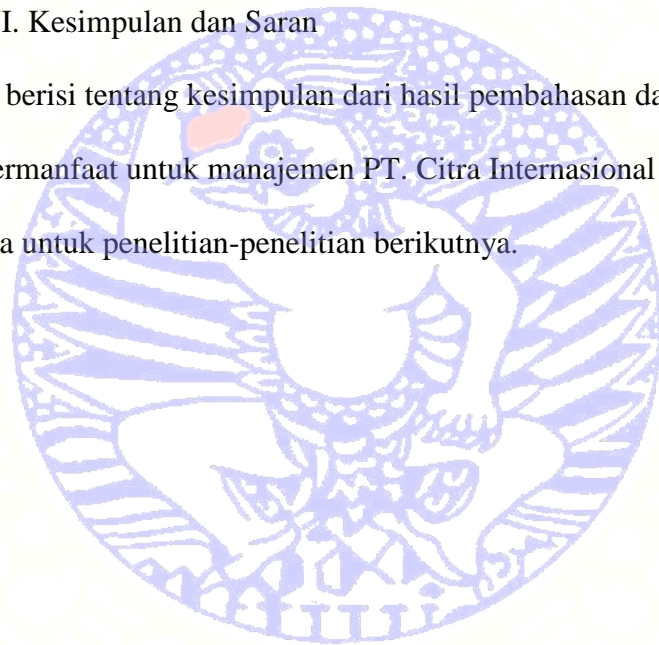 I. Kesimpulan dan Saran
berisi tentang kesimpulan dari hasil pembahasan da
ermanfaat untuk manajemen PT. Citra Internasional
a untuk penelitian-penelitian berikutnya.